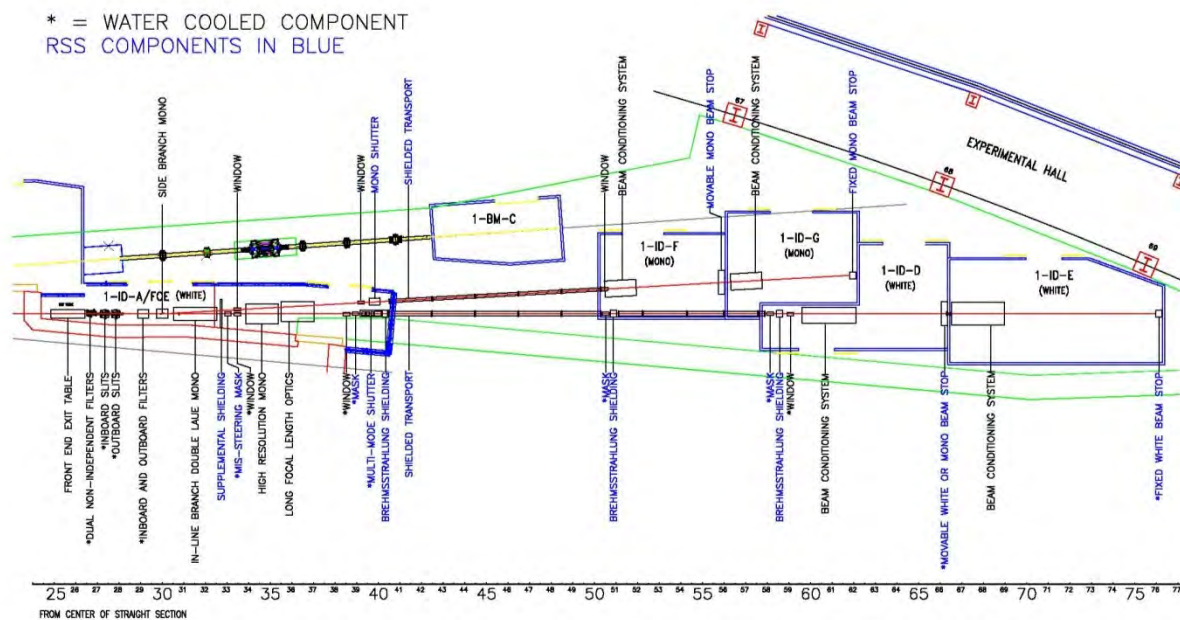 * = WATER COOLED COMPONENT
RSS COMPONENTS IN BLUE
SIDE BRANCH MONO
WINDOW
WINDOW
MONO SHUTTER
SHIELDED TRANSPORT
WINDOW
BEAM CONDITIONING SYSTEM
MOVABLE MONO BEAM STOP
BEAM CONDITIONING SYSTEM
FIXED MONO BEAM STOP
67
EXPERIMENTAL HALL
68
69
1-BM-C
1-ID-F
(MONO)
1-ID-G
(MONO)
1-ID-D
(WHITE)
1-ID-E
(WHITE)
1-ID-A/FOE (WHITE)
FRONT END EXIT TABLE
*DUAL NON-INDEPENDENT FILTERS
*INBOARD SLITS
*OUTBOARD SLITS
*INBOARD AND OUTBOARD FILTERS
IN-LINE BRANCH DOUBLE LAUE MONO
SUPPLEMENTAL SHIELDING
*MIS-STEERING MASK
*WINDOW
HIGH RESOLUTION MONO
LONG FOCAL LENGTH OPTICS
*WINDOW
*MASK
*MULTI-MODE SHUTTER
BREHMSSTRAHLUNG SHIELDING
SHIELDED TRANSPORT
*MASK
BREHMSSTRAHLUNG SHIELDING
*MASK
BREHMSSTRAHLUNG SHIELDING
*WINDOW
BEAM CONDITIONING SYSTEM
*MOVABLE WHITE OR MONO BEAM STOP
BEAM CONDITIONING SYSTEM
*FIXED WHITE BEAM STOP
25 26 27 28 29 30 31 32 33 34 35 36 37 38 39 40 41 42 43 44 45 46 47 48 49 50 51 52 53 54 55 56 57 58 59 60 61 62 63 64 65 66 67 68 69 70 71 72 73 74 75 76 77
FROM CENTER OF STRAIGHT SECTION